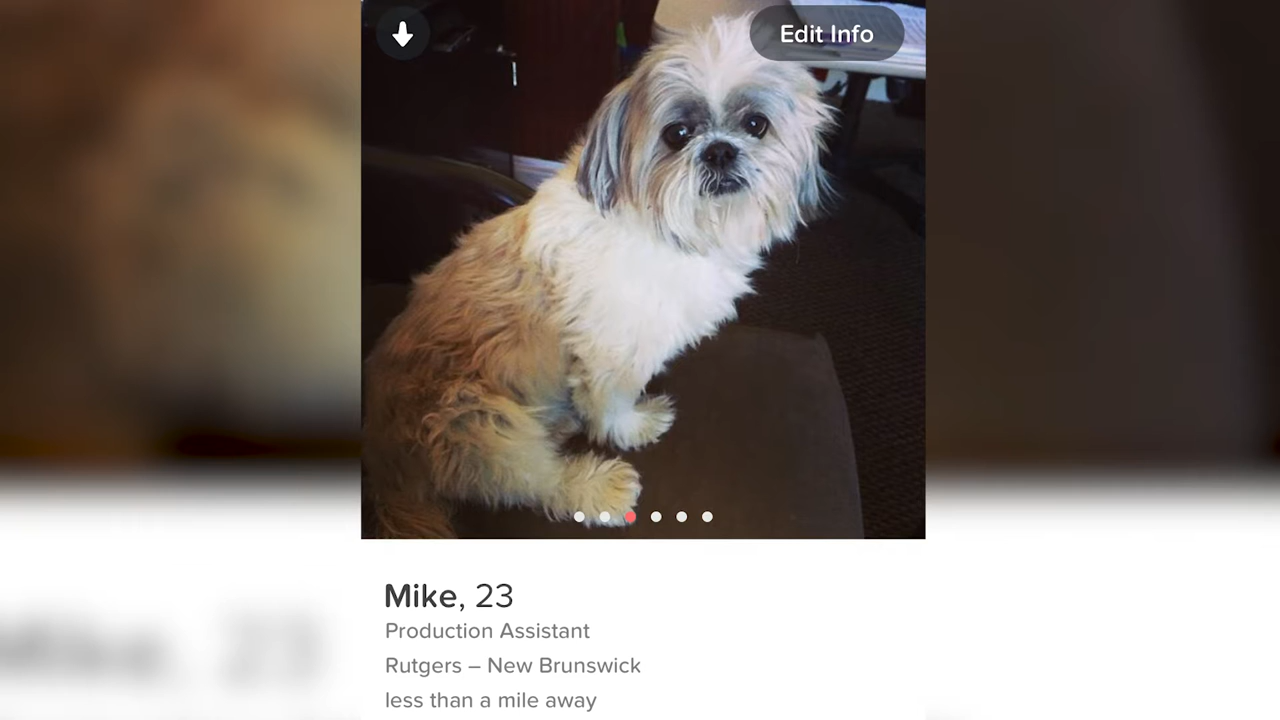 Edit Info
Mike, 23
Production Assistant
Rutgers – New Brunswick
less than a mile away